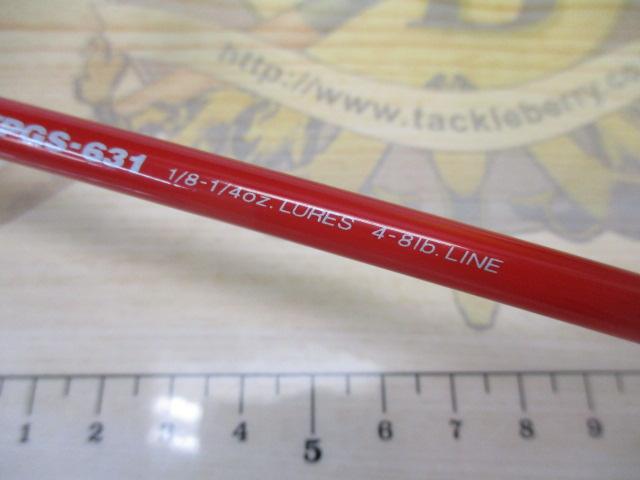 http://www.tackleberry.co
PGS-631 1/8-1/4oz. LURES 4-8lb. LINE
1 2 3 4 5 6 7 8 9